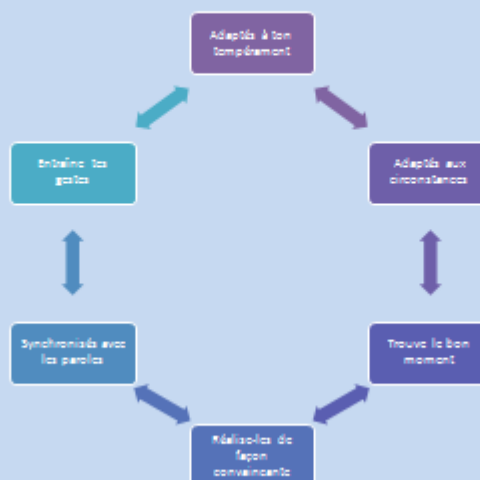 Adaptés à ton
tempérament
Entraîne tes
gestes
Adaptés aux
circonstances
Synchronisés avec
les paroles
Trouve le bon
moment
Réalise-les de
façon
convaincante